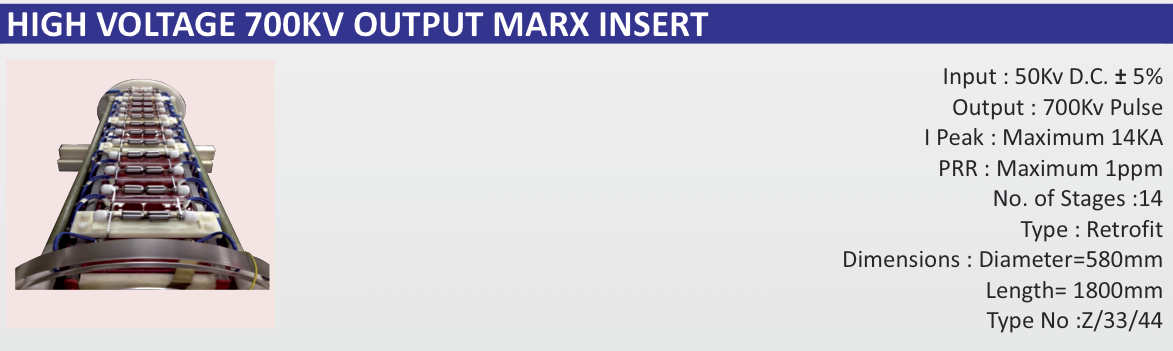 HIGH VOLTAGE 700KV OUTPUT MARX INSERT
Input : 50Kv D.C. ± 5%
Output : 700Kv Pulse
I Peak : Maximum 14KA
PRR : Maximum 1ppm
No. of Stages :14
Type : Retrofit
Dimensions : Diameter=580mm
Length= 1800mm
Type No :Z/33/44